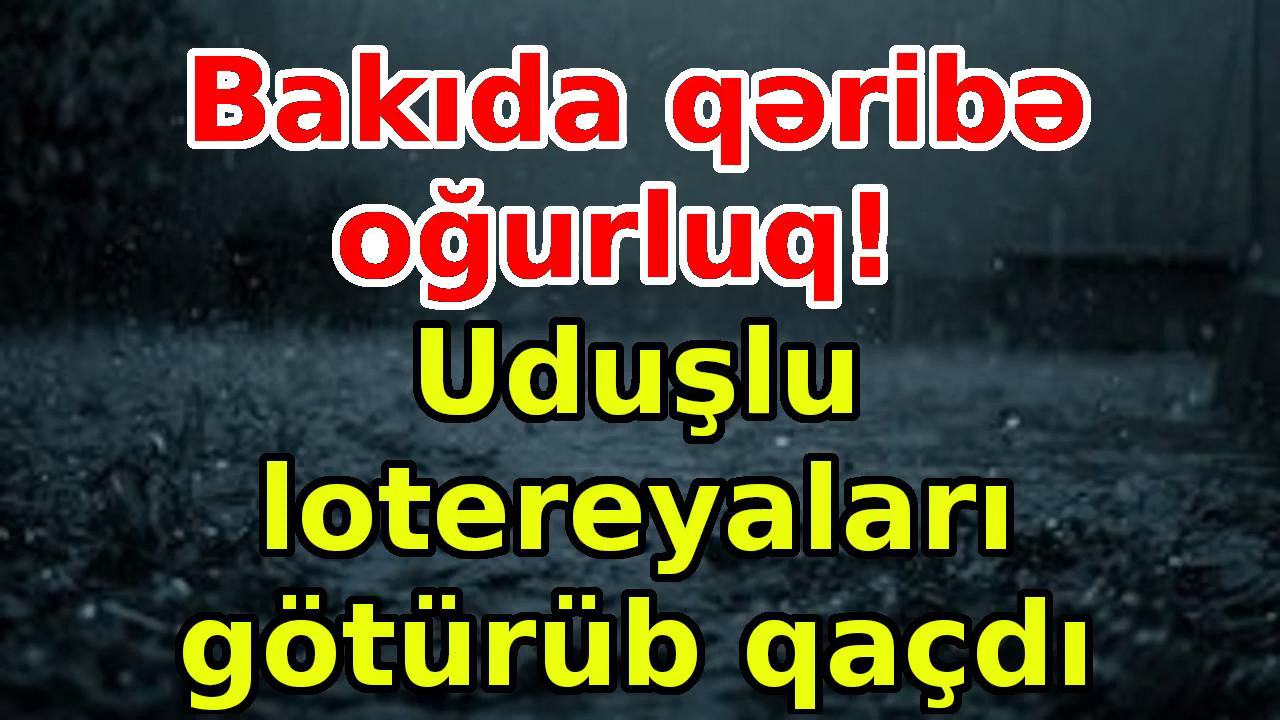 Bakıda qəribə
oğurluq!
Uduşlu
lotereyaları
götürüb qaçdı